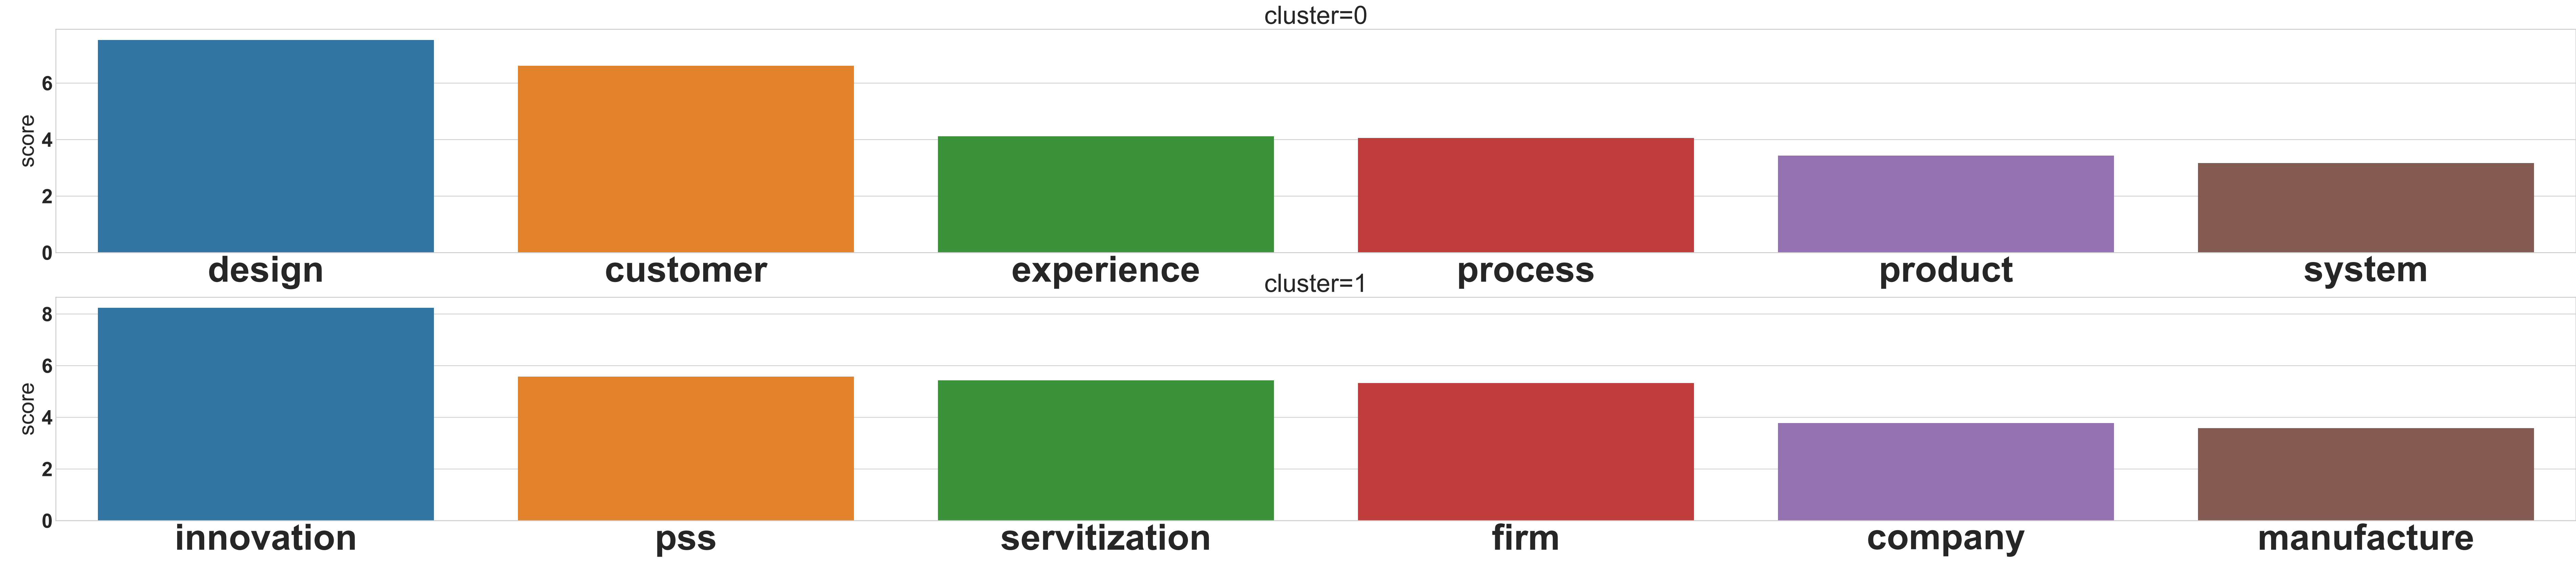 cluster=0
score
6
4
2
0
design customer experience process product system
cluster=1
score
8
6
4
2
0
innovation pss servitization firm company manufacture